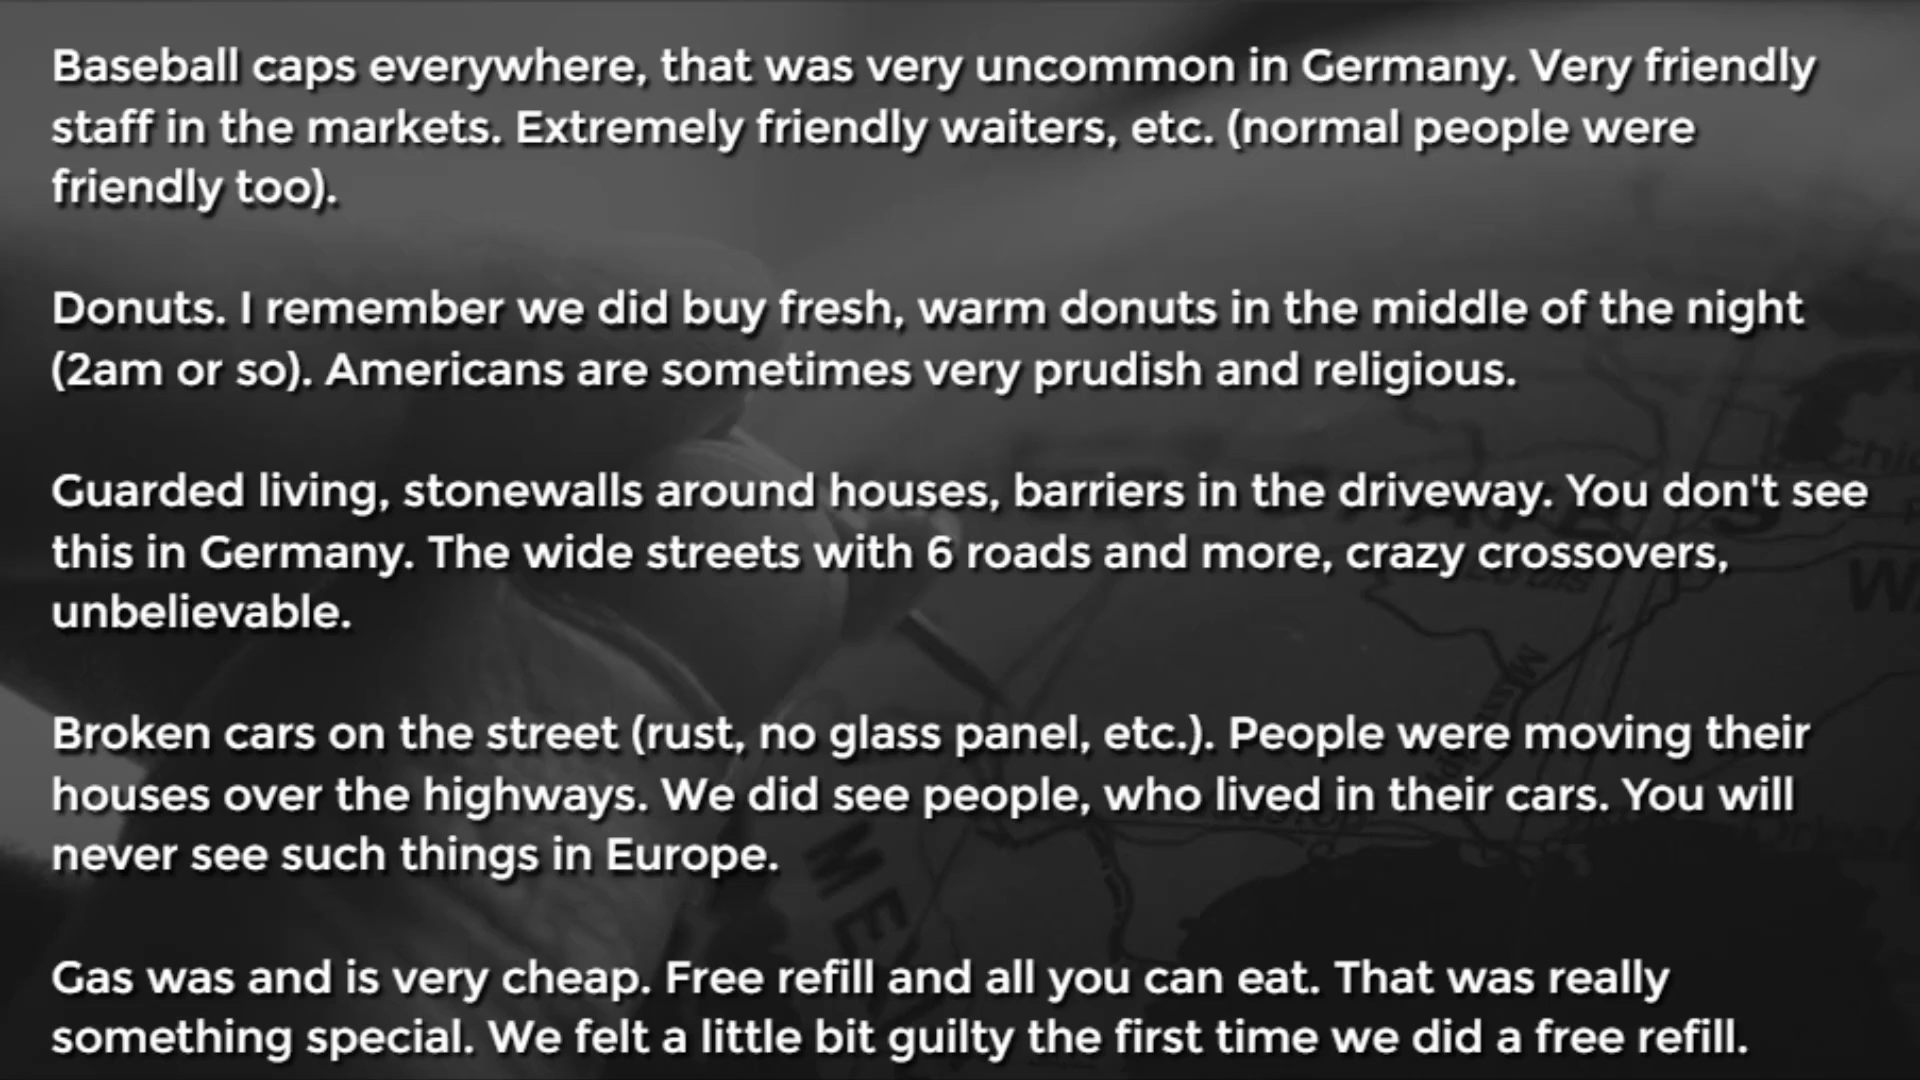 Baseball caps everywhere, that was very uncommon in Germany. Very friendly
staff in the markets. Extremely friendly waiters, etc. (normal people were
friendly too).
Donuts. I remember we did buy fresh, warm donuts in the middle of the night
(2am or so). Americans are sometimes very prudish and religious.
Guarded living, stonewalls around houses, barriers in the driveway. You don't see
this in Germany. The wide streets with 6 roads and more, crazy crossovers,
unbelievable.
Broken cars on the street (rust, no glass panel, etc.). People were moving their
houses over the highways. We did see people, who lived in their cars. You will
never see such things in Europe.
Gas was and is very cheap. Free refill and all you can eat. That was really
something special. We felt a little bit guilty the first time we did a free refill.